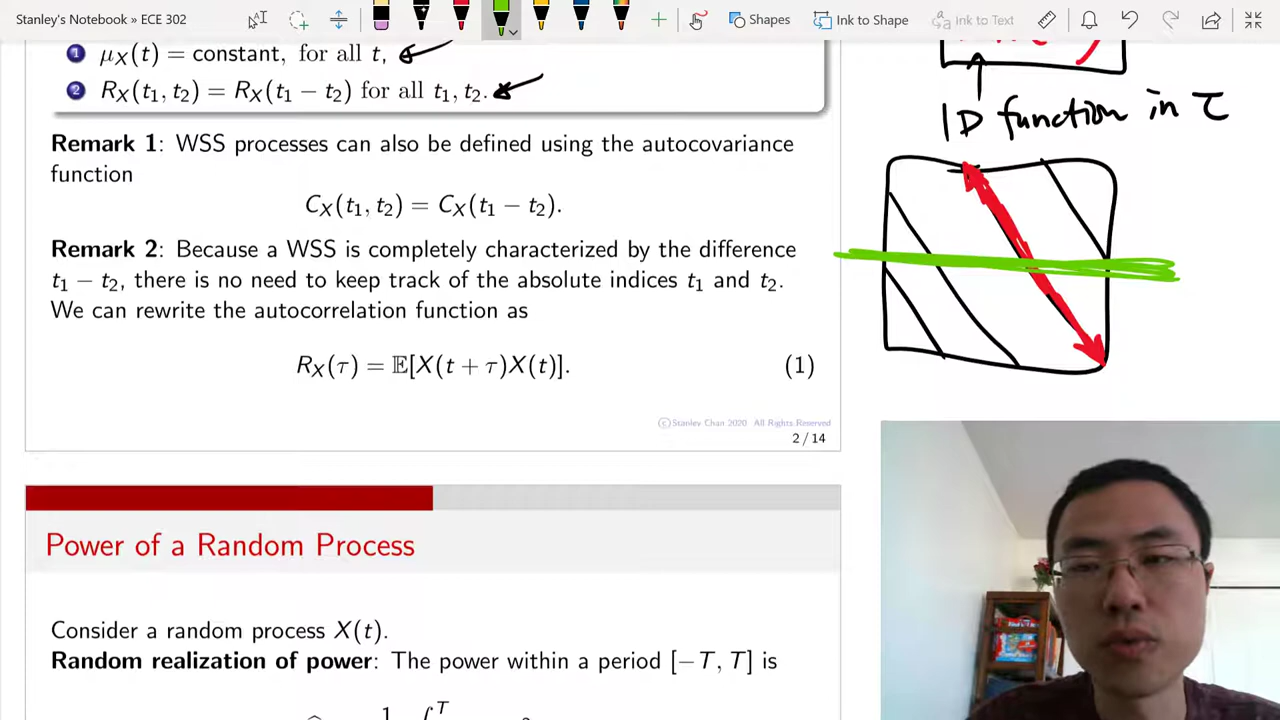 Stanley's Notebook » ECE 302
Shapes
Ink to Shape
Ink to Text
1 μX(t) = constant, for all t,
2 RX(t1, t2) = RX(t1 − t2) for all t1, t2.
Remark 1: WSS processes can also be defined using the autocovariance
function
CX(t1, t2) = CX(t1 − t2).
Remark 2: Because a WSS is completely characterized by the difference
t1 − t2, there is no need to keep track of the absolute indices t1 and t2.
We can rewrite the autocorrelation function as
RX(τ) = 𝔼[X(t + τ)X(t)]. (1)
©Stanley Chan 2020 All Rights Reserved
2 / 14
1D function in τ
Power of a Random Process
Consider a random process X(t).
Random realization of power: The power within a period [−T, T] is